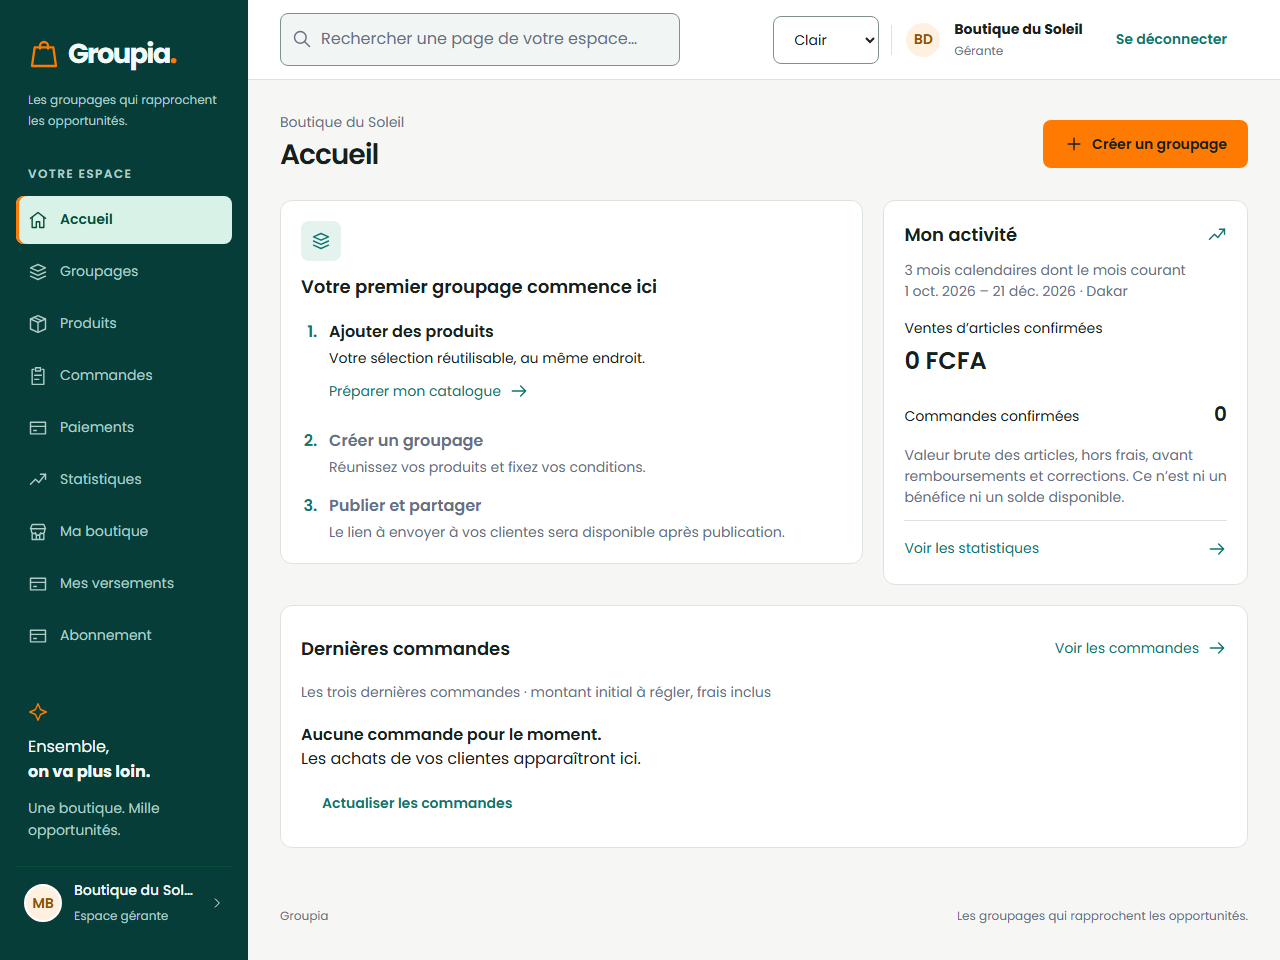 Groupia.
Les groupages qui rapprochent
les opportunités.
VOTRE ESPACE
Accueil
Groupages
Produits
Commandes
Paiements
Statistiques
Ma boutique
Mes versements
Abonnement
Ensemble,
on va plus loin.
Une boutique. Mille
opportunités.
MB
Boutique du Sol...
Espace gérante
Rechercher une page de votre espace...
Clair
BD
Boutique du Soleil
Gérante
Se déconnecter
Boutique du Soleil
Accueil
Créer un groupage
Votre premier groupage commence ici
1. Ajouter des produits
Votre sélection réutilisable, au même endroit.
Préparer mon catalogue
2. Créer un groupage
Réunissez vos produits et fixez vos conditions.
3. Publier et partager
Le lien à envoyer à vos clientes sera disponible après publication.
Mon activité
3 mois calendaires dont le mois courant
1 oct. 2026 – 21 déc. 2026 · Dakar
Ventes d’articles confirmées
0 FCFA
Commandes confirmées 0
Valeur brute des articles, hors frais, avant
remboursements et corrections. Ce n’est ni un
bénéfice ni un solde disponible.
Voir les statistiques
Dernières commandes
Voir les commandes
Les trois dernières commandes · montant initial à régler, frais inclus
Aucune commande pour le moment.
Les achats de vos clientes apparaîtront ici.
Actualiser les commandes
Groupia
Les groupages qui rapprochent les opportunités.